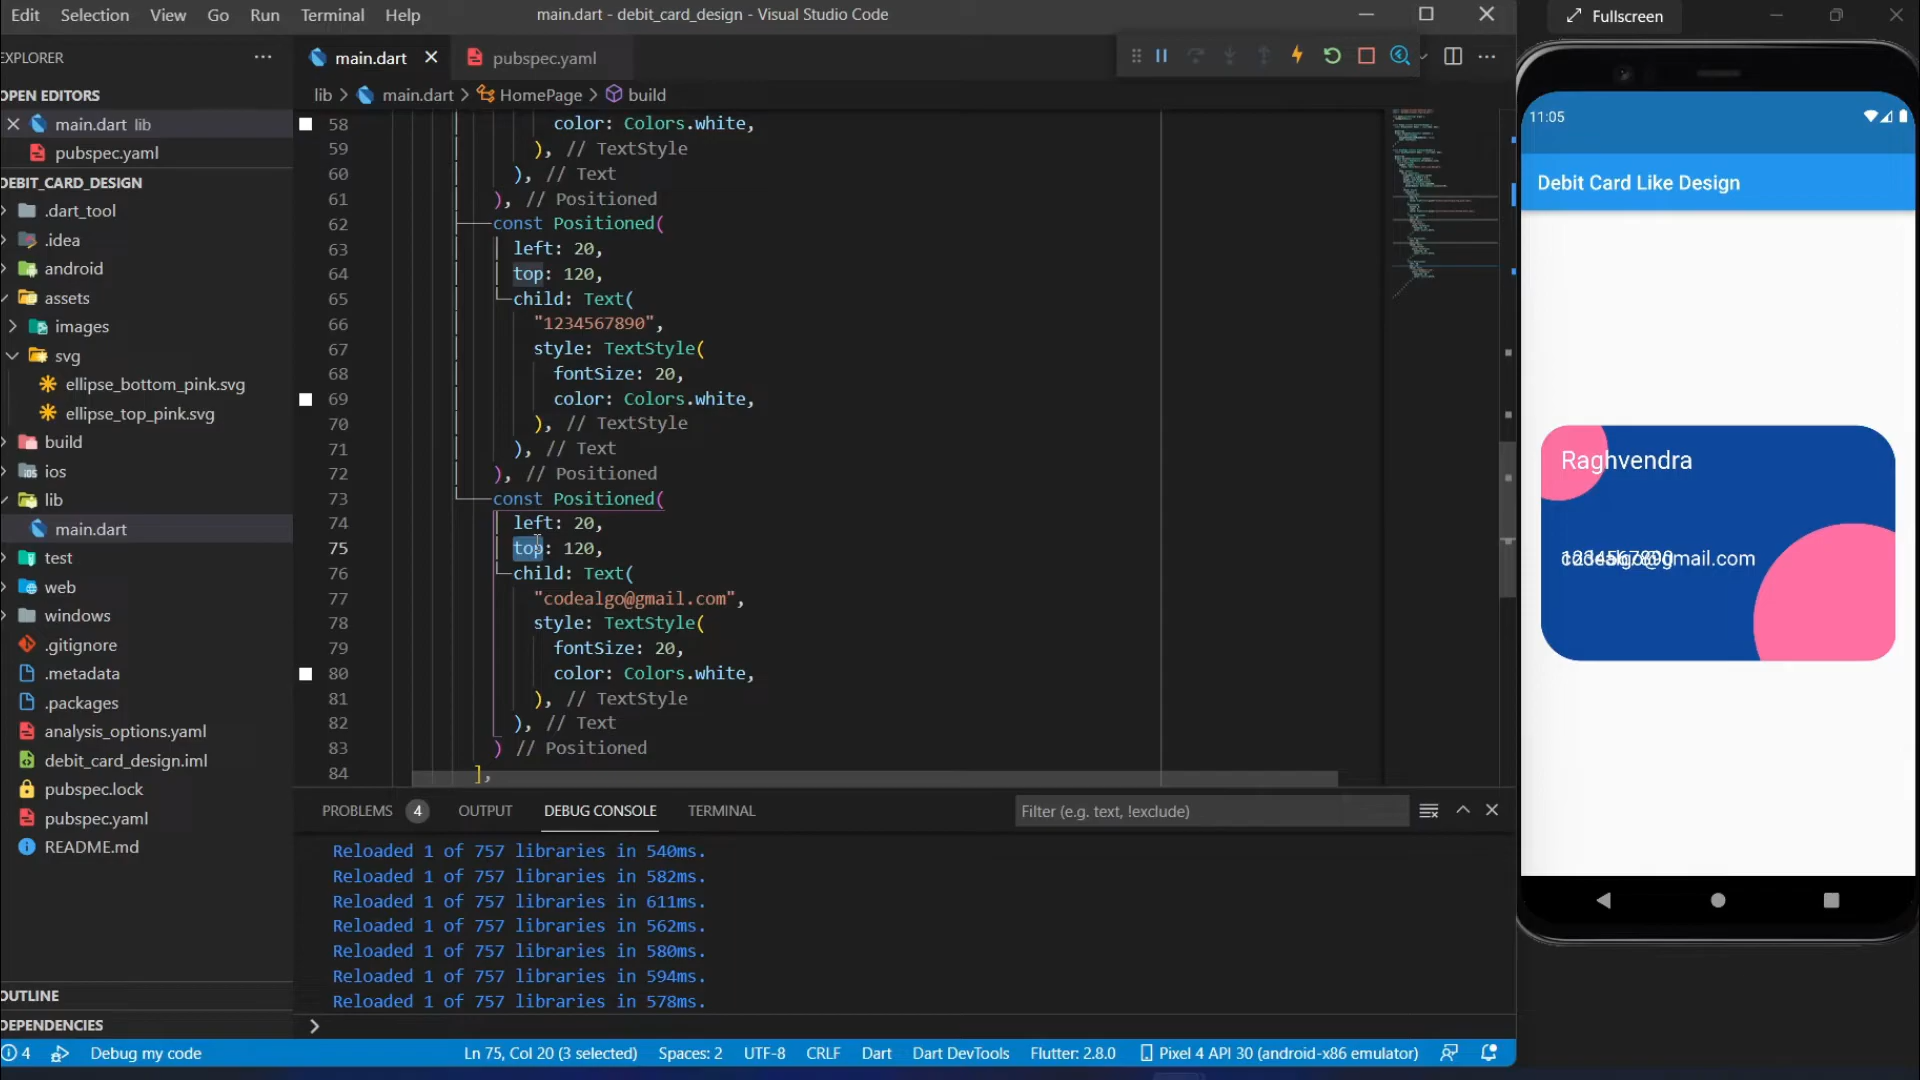 Edit Selection View Go Run Terminal Help
main.dart - debit_card_design - Visual Studio Code
Fullscreen
EXPLORER
main.dart
pubspec.yaml
OPEN EDITORS
main.dart lib
pubspec.yaml
DEBIT_CARD_DESIGN
.dart_tool
.idea
android
assets
images
svg
ellipse_bottom_pink.svg
ellipse_top_pink.svg
build
ios
lib
main.dart
test
web
windows
.gitignore
.metadata
.packages
analysis_options.yaml
debit_card_design.iml
pubspec.lock
pubspec.yaml
README.md
OUTLINE
DEPENDENCIES
lib > main.dart > HomePage > build
58 color: Colors.white,
59 ), // TextStyle
60 ), // Text
61 ), // Positioned
62 const Positioned(
63 left: 20,
64 top: 120,
65 child: Text(
66 "1234567890",
67 style: TextStyle(
68 fontSize: 20,
69 color: Colors.white,
70 ), // TextStyle
71 ), // Text
72 ), // Positioned
73 const Positioned(
74 left: 20,
75 top: 120,
76 child: Text(
77 "codealgo@gmail.com",
78 style: TextStyle(
79 fontSize: 20,
80 color: Colors.white,
81 ), // TextStyle
82 ), // Text
83 ) // Positioned
84 ],
PROBLEMS 4 OUTPUT DEBUG CONSOLE TERMINAL
Filter (e.g. text, !exclude)
Reloaded 1 of 757 libraries in 540ms.
Reloaded 1 of 757 libraries in 582ms.
Reloaded 1 of 757 libraries in 611ms.
Reloaded 1 of 757 libraries in 562ms.
Reloaded 1 of 757 libraries in 580ms.
Reloaded 1 of 757 libraries in 594ms.
Reloaded 1 of 757 libraries in 578ms.
4 Debug my code
Ln 75, Col 20 (3 selected) Spaces: 2 UTF-8 CRLF Dart Dart DevTools Flutter: 2.8.0 Pixel 4 API 30 (android-x86 emulator)
11:05
Debit Card Like Design
Raghvendra
1234567890
codealgo@gmail.com